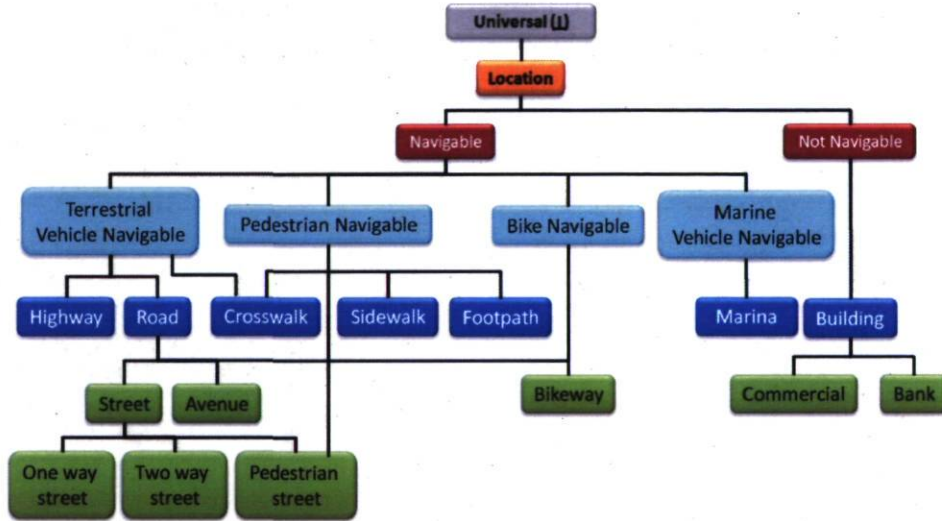 Universal (I)
Location
Navigable
Not Navigable
Terrestrial
Vehicle Navigable
Pedestrian Navigable
Bike Navigable
Marine
Vehicle Navigable
Highway
Road
Crosswalk
Sidewalk
Footpath
Marina
Building
Street
Avenue
Bikeway
Commercial
Bank
One way
street
Two way
street
Pedestrian
street